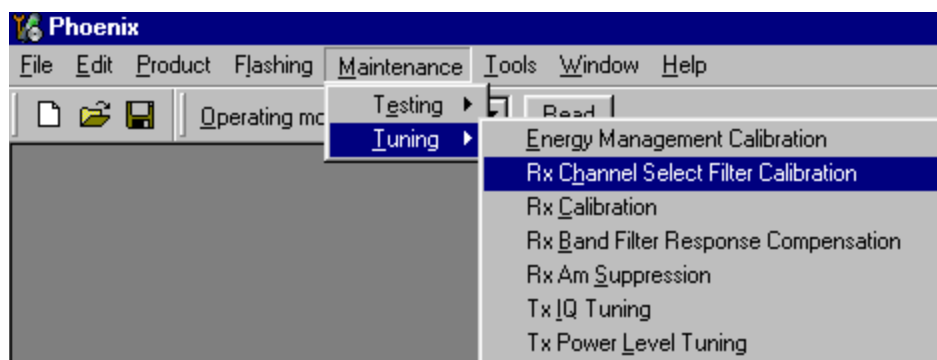 Phoenix
File Edit Product Flashing Maintenance Tools Window Help
Operating mo
Testing
Read
Tuning
Energy Management Calibration
Rx Channel Select Filter Calibration
Rx Calibration
Rx Band Filter Response Compensation
Rx Am Suppression
Tx IQ Tuning
Tx Power Level Tuning